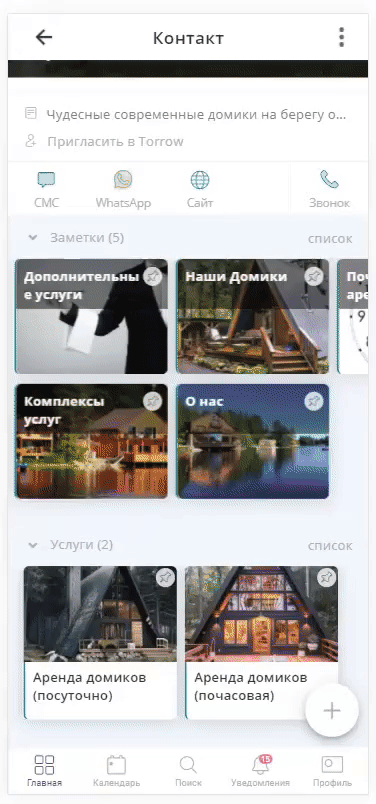 Контакт
Чудесные современные домики на берегу о...
Пригласить в Torrow
СМС
WhatsApp
Сайт
Звонок
Заметки (5)
список
Дополнительны
е услуги
Наши Домики
Поч
аре
Комплексы
услуг
О нас
Услуги (2)
список
Аренда домиков
(посуточно)
Аренда домиков
(почасовая)
Главная
Календарь
Поиск
15
Уведомления
Профиль